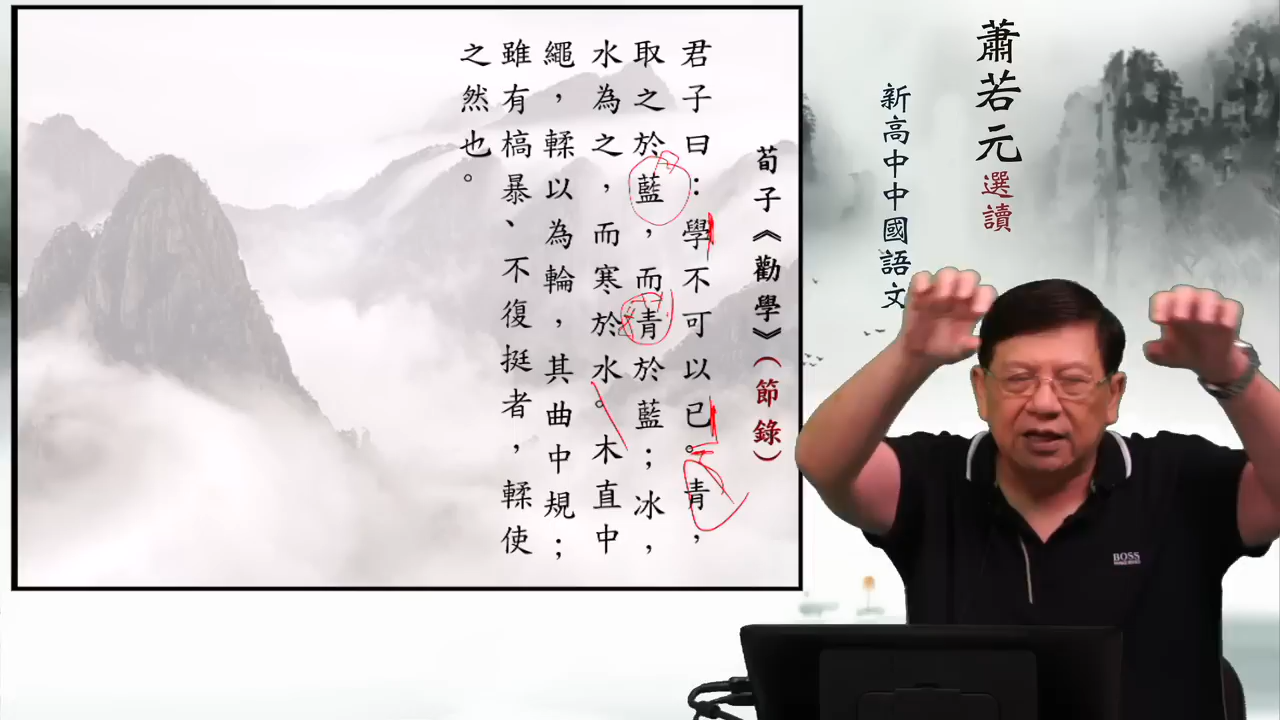 蕭若元
選讀
新高中中國語文
荀子《勸學》(節錄)
君子曰：學不可以已。青，
取之於藍，而青於藍；冰，
水為之，而寒於水。木直中
繩，輮以為輪，其曲中規；
雖有槁暴、不復挺者，輮使
之然也。
BOSS